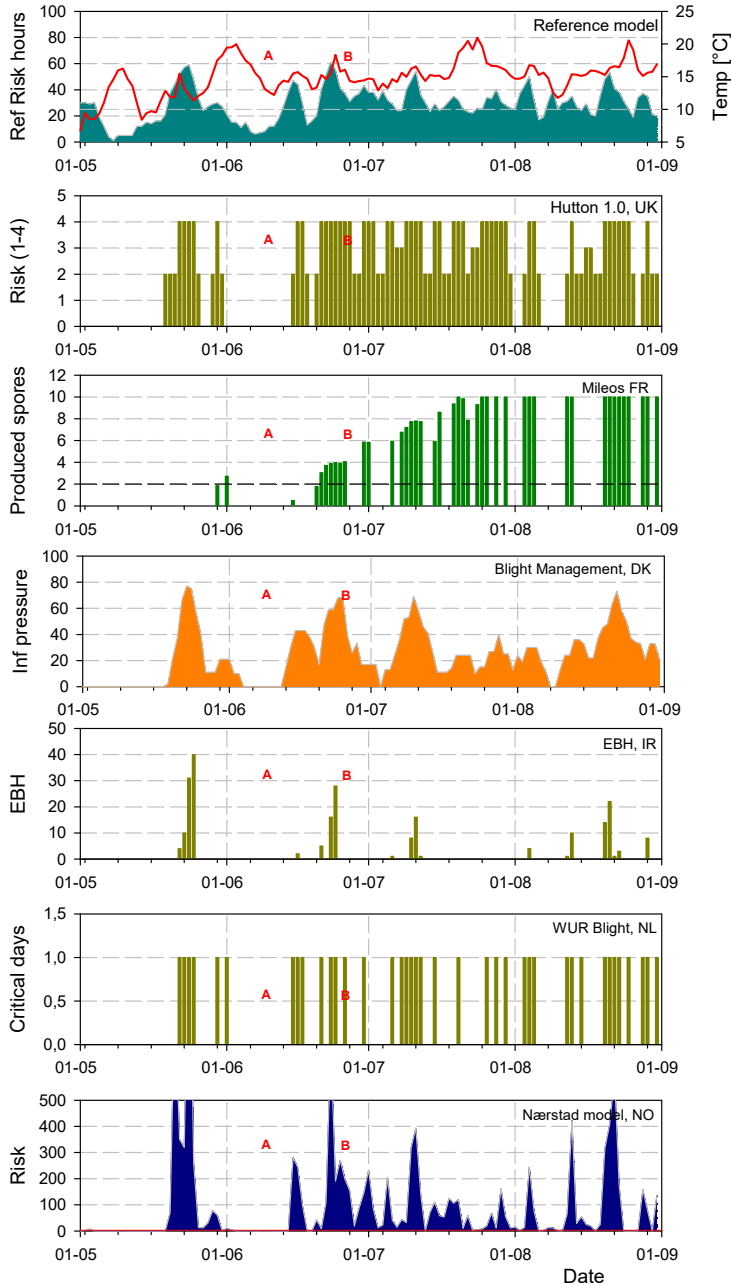 Ref Risk hours
120
100
80
60
40
20
0
Reference model
A
B
25
20
15
10
5
Temp [°C]
01-05 01-06 01-07 01-08 01-09
Risk (1-4)
5
4
3
2
1
0
Hutton 1.0, UK
A
B
01-05 01-06 01-07 01-08 01-09
Produced spores
12
10
8
6
4
2
0
Mileos FR
A
B
01-05 01-06 01-07 01-08 01-09
Inf pressure
100
80
60
40
20
0
Blight Management, DK
A
B
01-05 01-06 01-07 01-08 01-09
EBH
50
40
30
20
10
0
EBH, IR
A
B
01-05 01-06 01-07 01-08 01-09
Critical days
1,5
1,0
0,5
0,0
WUR Blight, NL
A
B
01-05 01-06 01-07 01-08 01-09
Risk
500
400
300
200
100
0
Nærstad model, NO
A
B
01-05 01-06 01-07 01-08 01-09
Date